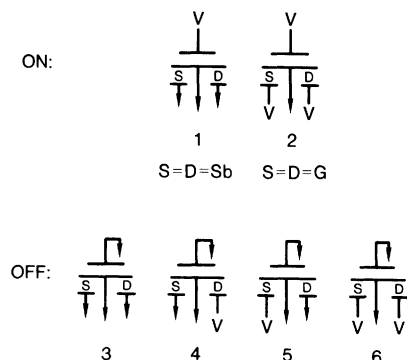 V V
ON:
S D S D
V V
1 2
S=D=Sb S=D=G
OFF:
S D S D S D S D
V V V V
3 4 5 6